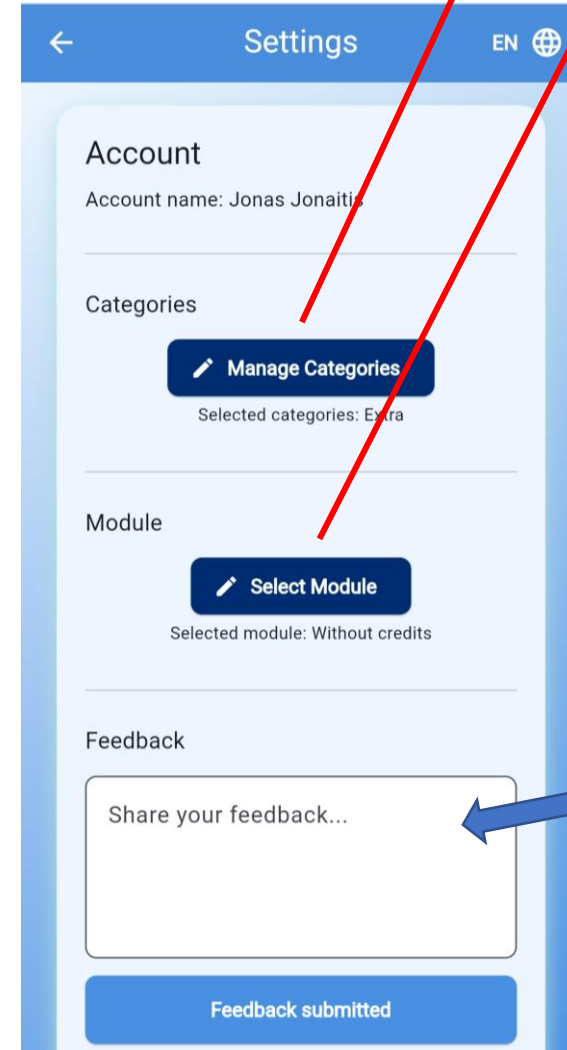 Settings
EN
Account
Account name: Jonas Jonaitis
Categories
Manage Categories
Selected categories: Extra
Module
Select Module
Selected module: Without credits
Feedback
Share your feedback...
Feedback submitted